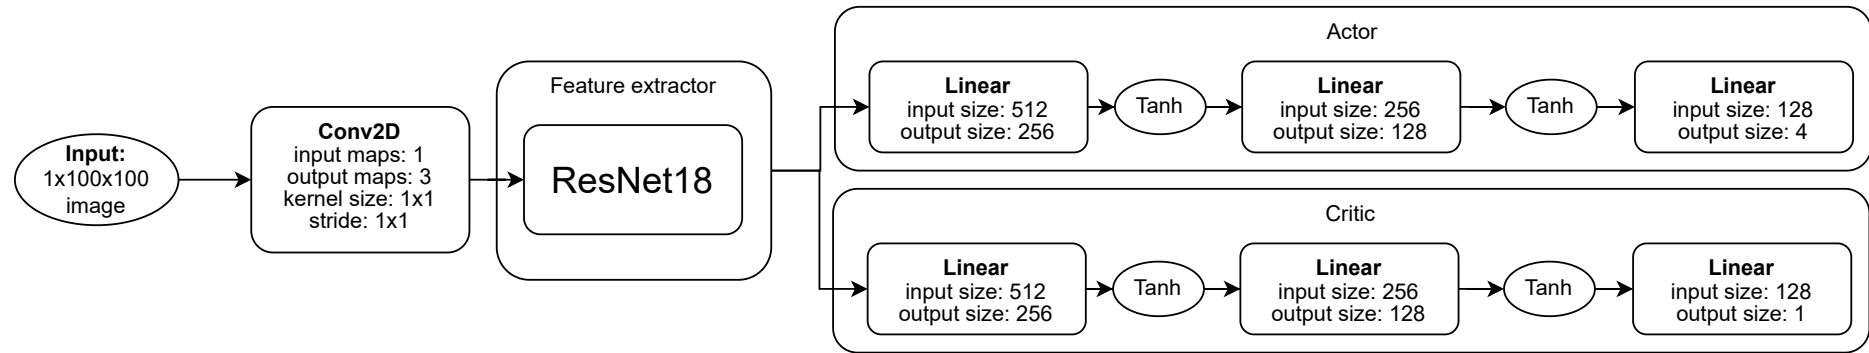 Input:
1x100x100
image
Conv2D
input maps: 1
output maps: 3
kernel size: 1x1
stride: 1x1
Feature extractor
ResNet18
Actor
Linear
input size: 512
output size: 256
Tanh
Linear
input size: 256
output size: 128
Tanh
Linear
input size: 128
output size: 4
Critic
Linear
input size: 512
output size: 256
Tanh
Linear
input size: 256
output size: 128
Tanh
Linear
input size: 128
output size: 1